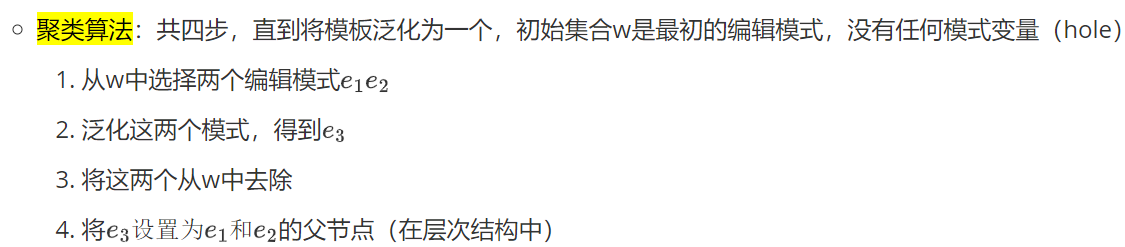 聚类算法：共四步，直到将模板泛化为一个，初始集合w是最初的编辑模式，没有任何模式变量（hole）
1. 从w中选择两个编辑模式e₁e₂
2. 泛化这两个模式，得到e₃
3. 将这两个从w中去除
4. 将e₃设置为e₁和e₂的父节点（在层次结构中）